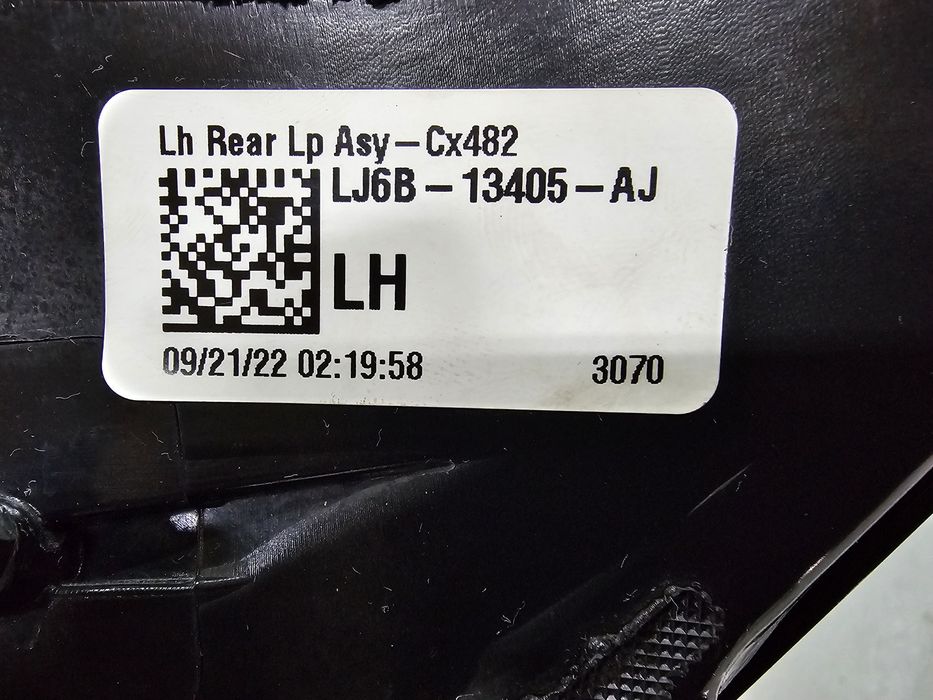 Lh Rear Lp Asy-Cx482
LJ6B-13405-AJ
LH
09/21/22 02:19:58 3070